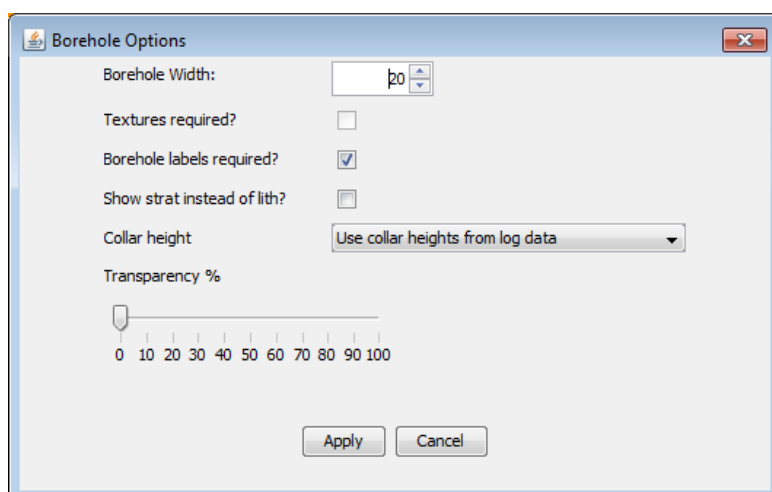 Borehole Options
Borehole Width: 20
Textures required?
Borehole labels required?
Show strat instead of lith?
Collar height Use collar heights from log data
Transparency %
0 10 20 30 40 50 60 70 80 90 100
Apply Cancel